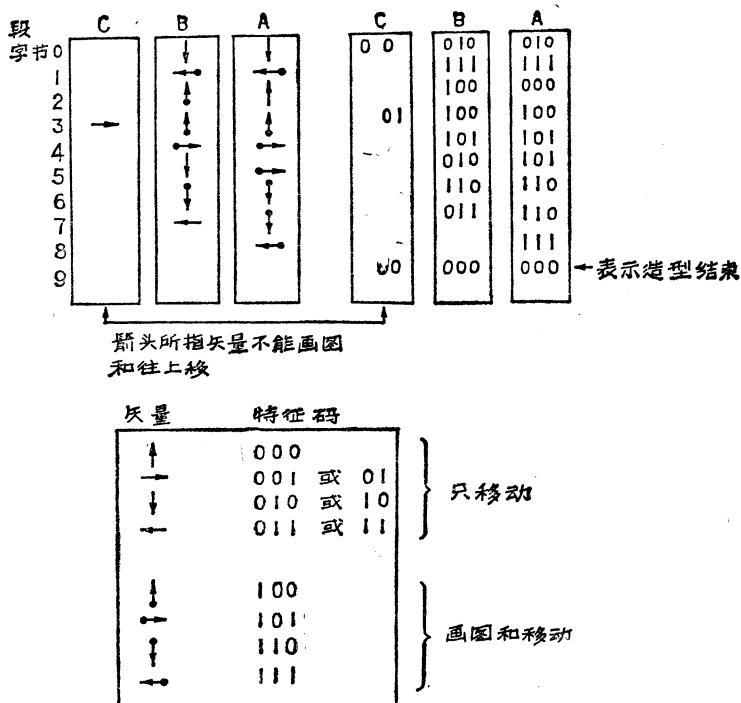 段 C B A C B A
字节0 00 010 010
1 111 111
2 100 000
3 01 100 100
4 101 101
5 010 101
6 110 110
7 011 110
8 111
9 00 000 000 ←表示造型结束
箭头所指矢量不能画图
和往上移
矢量 特征码
000
001 或 01
010 或 10
011 或 11
只移动
100
101
110
111
画图和移动